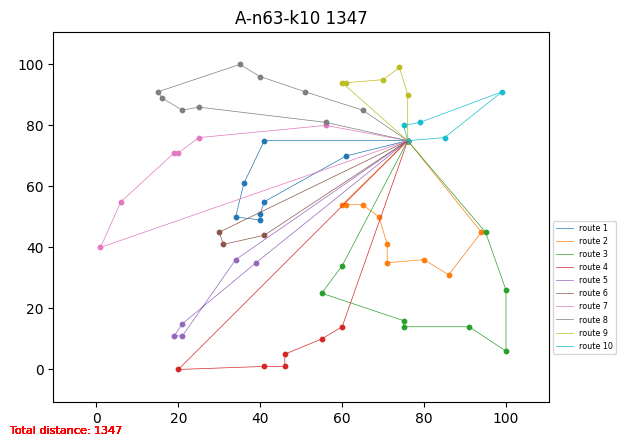 A-n63-k10 1347
100
80
60
40
20
0
0 20 40 60 80 100
route 1
route 2
route 3
route 4
route 5
route 6
route 7
route 8
route 9
route 10
Total distance: 1347